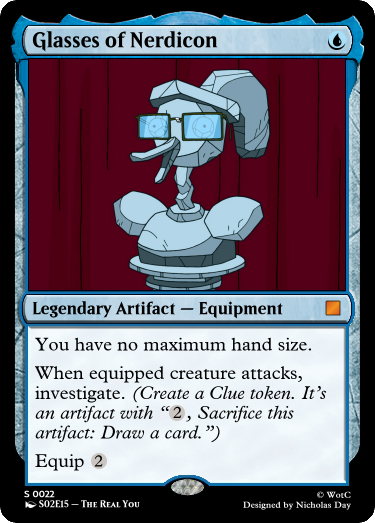 Glasses of Nerdicon
Legendary Artifact — Equipment
You have no maximum hand size.
When equipped creature attacks,
investigate. (Create a Clue token. It's
an artifact with “2, Sacrifice this
artifact: Draw a card.”)
Equip 2
S 0022
S02E15 — The Real You
© WotC
Designed by Nicholas Day